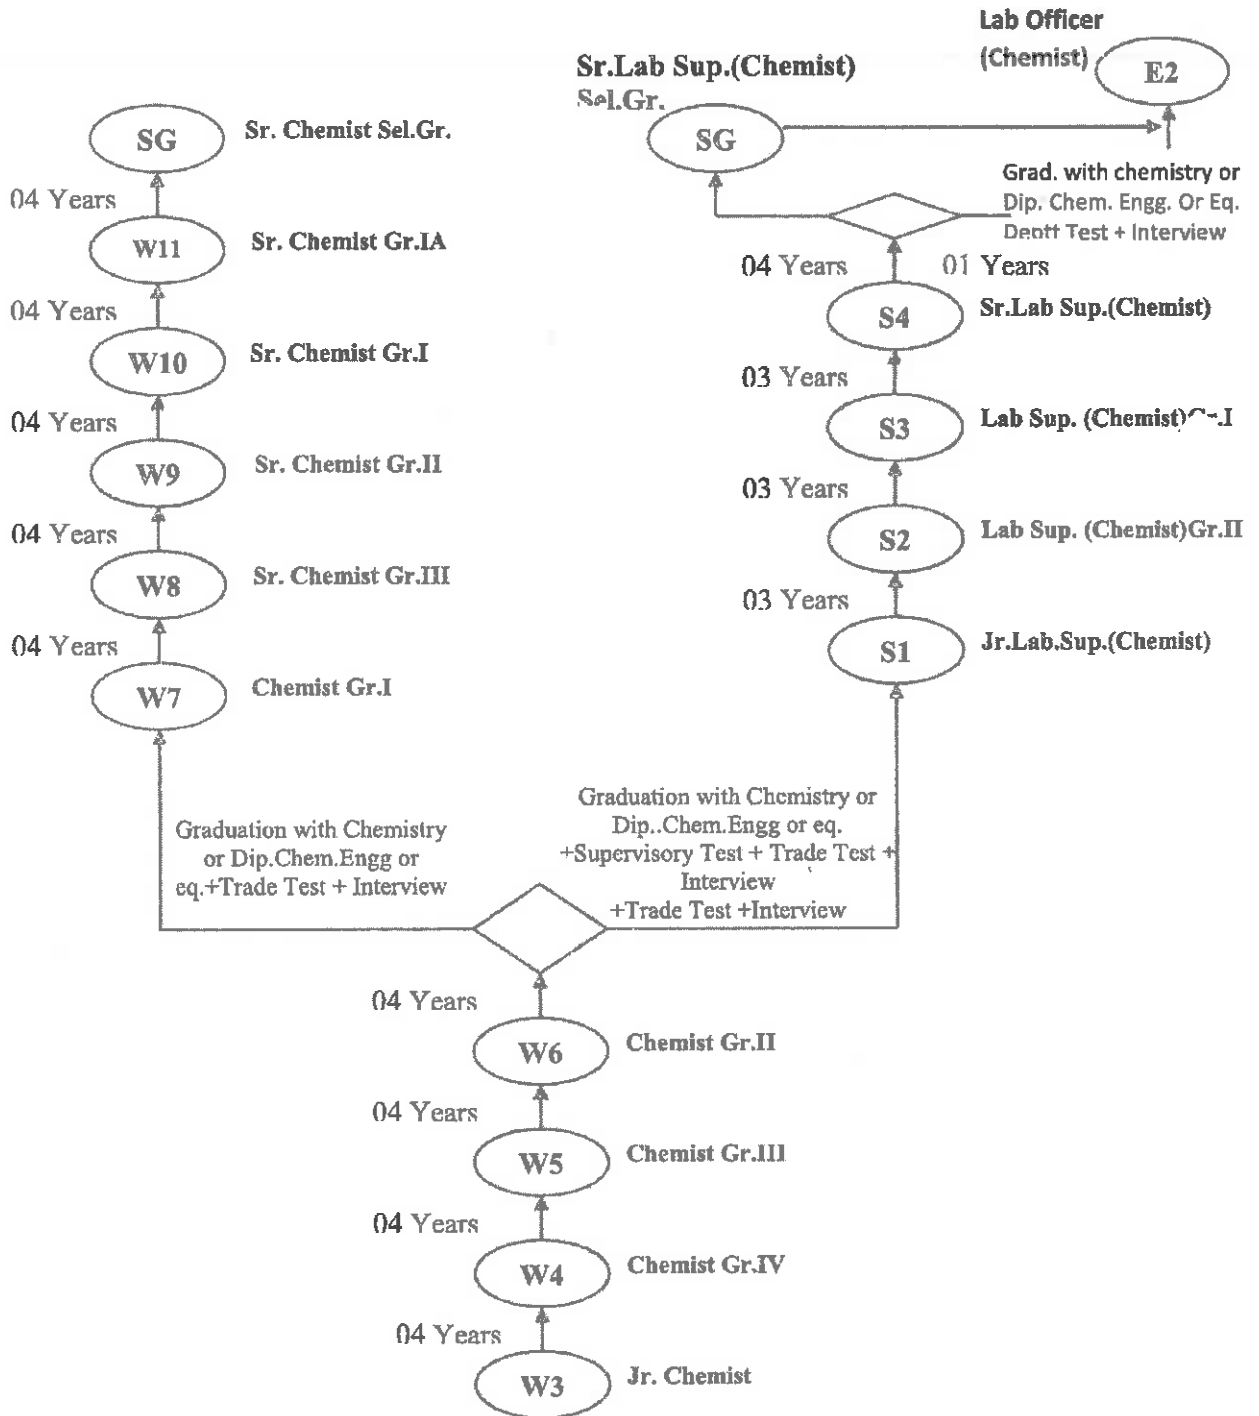 Lab Officer
(Chemist)
E2
Sr.Lab Sup.(Chemist)
Sel.Gr.
SG
SG
Sr. Chemist Sel.Gr.
Grad. with chemistry or
Dip. Chem. Engg. Or Eq.
Deptt Test + Interview
04 Years
W11
Sr. Chemist Gr.IA
04 Years
01 Years
04 Years
S4
Sr.Lab Sup.(Chemist)
W10
Sr. Chemist Gr.I
03 Years
04 Years
S3
Lab Sup. (Chemist)Gr.I
W9
Sr. Chemist Gr.II
03 Years
04 Years
S2
Lab Sup. (Chemist)Gr.II
W8
Sr. Chemist Gr.III
03 Years
04 Years
S1
Jr.Lab.Sup.(Chemist)
W7
Chemist Gr.I
Graduation with Chemistry
or Dip.Chem.Engg or
eq.+Trade Test + Interview
Graduation with Chemistry or
Dip..Chem.Engg or eq.
+Supervisory Test + Trade Test +
Interview
+Trade Test +Interview
04 Years
W6
Chemist Gr.II
04 Years
W5
Chemist Gr.III
04 Years
W4
Chemist Gr.IV
04 Years
W3
Jr. Chemist